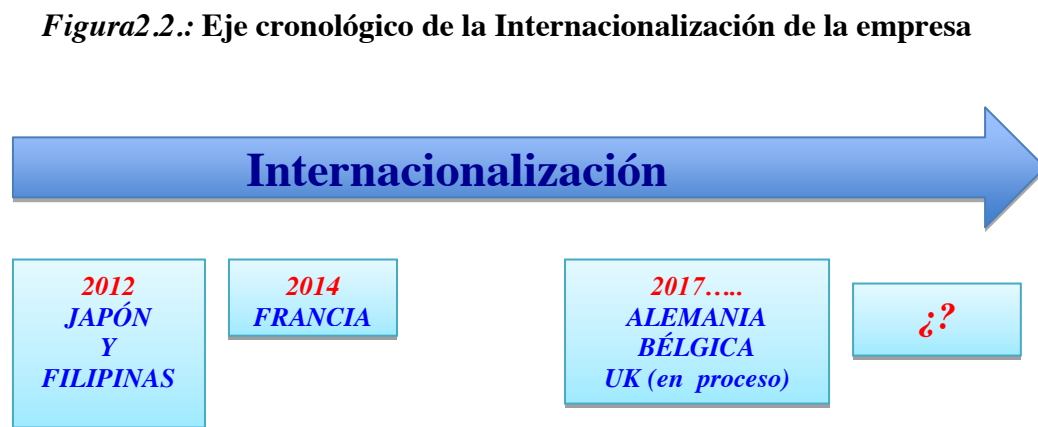 Figura2.2.: Eje cronológico de la Internacionalización de la empresa
Internacionalización
2012
JAPÓN
Y
FILIPINAS
2014
FRANCIA
2017…..
ALEMANIA
BÉLGICA
UK (en proceso)
¿?